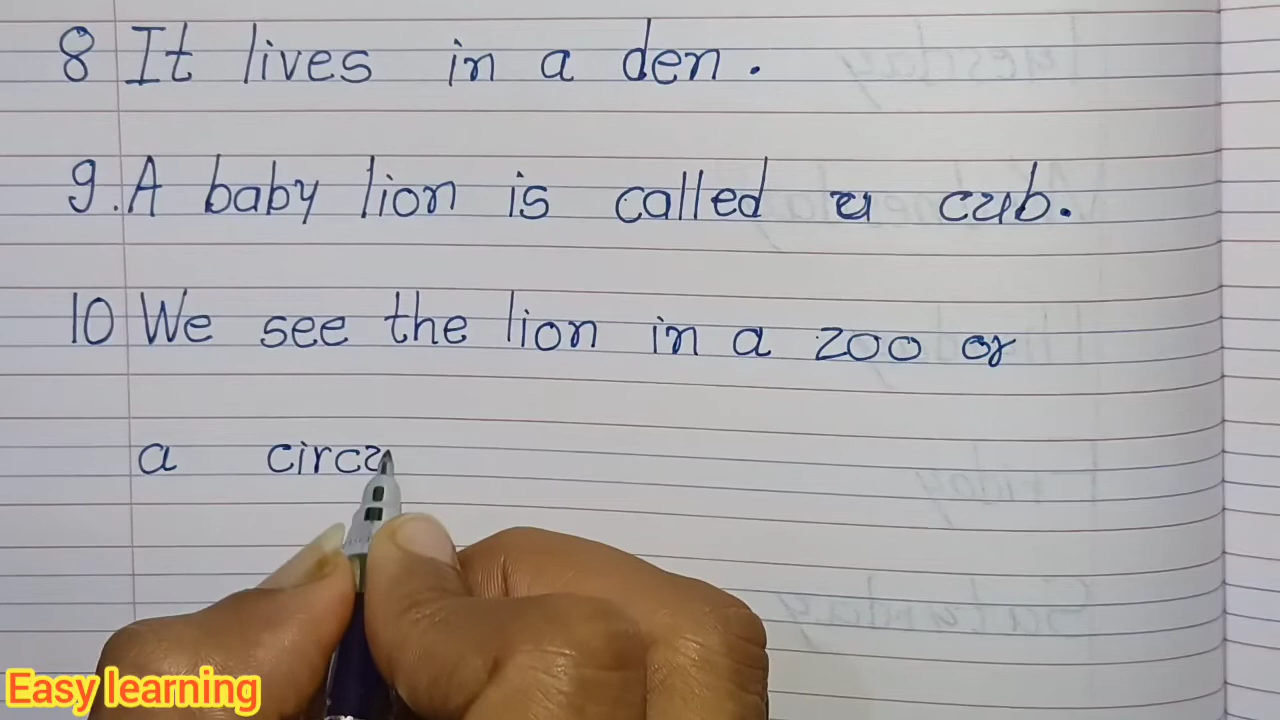 8 It lives in a den.
9. A baby lion is called a cub.
10 We see the lion in a zoo or
a circu
Easy learning